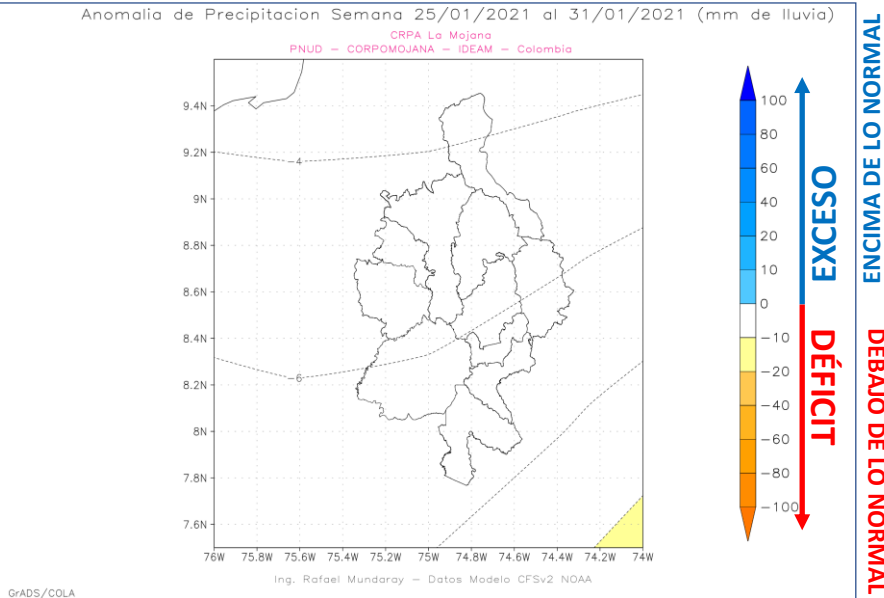 Anomalia de Precipitacion Semana 25/01/2021 al 31/01/2021 (mm de lluvia)
CRPA La Mojana
PNUD – CORPOMOJANA – IDEAM – Colombia
9.4N
9.2N
9N
8.8N
8.6N
8.4N
8.2N
8N
7.8N
7.6N
-4
-6
76W 75.8W 75.6W 75.4W 75.2W 75W 74.8W 74.6W 74.4W 74.2W 74W
100
80
60
40
20
10
0
-10
-20
-40
-60
-80
-100
EXCESO
DÉFICIT
ENCIMA DE LO NORMAL
DEBAJO DE LO NORMAL
Ing. Rafael Mundaray – Datos Modelo CFSv2 NOAA
GrADS/COLA